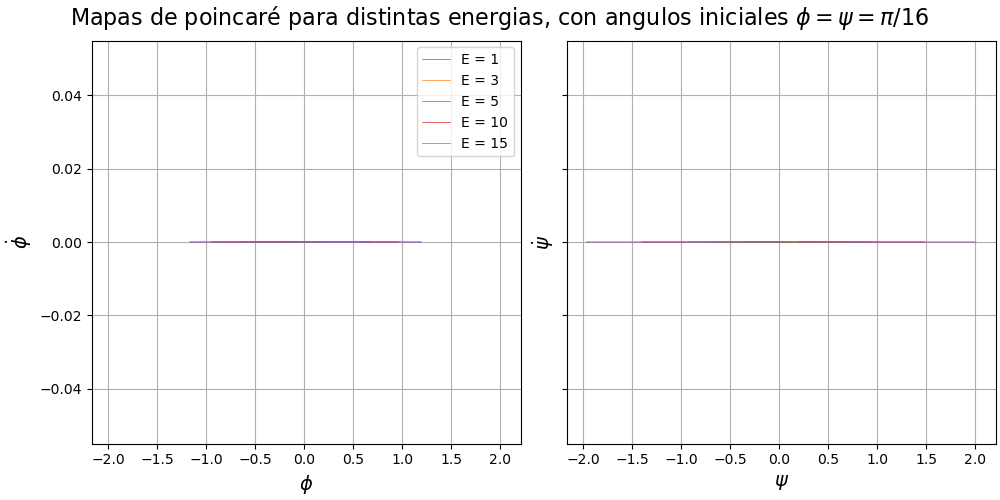 Mapas de poincaré para distintas energias, con angulos iniciales ϕ = ψ = π/16
E = 1
E = 3
E = 5
E = 10
E = 15
0.04
0.02
0.00
−0.02
−0.04
ϕ̇
−2.0 −1.5 −1.0 −0.5 0.0 0.5 1.0 1.5 2.0
ϕ
ψ̇
−2.0 −1.5 −1.0 −0.5 0.0 0.5 1.0 1.5 2.0
ψ